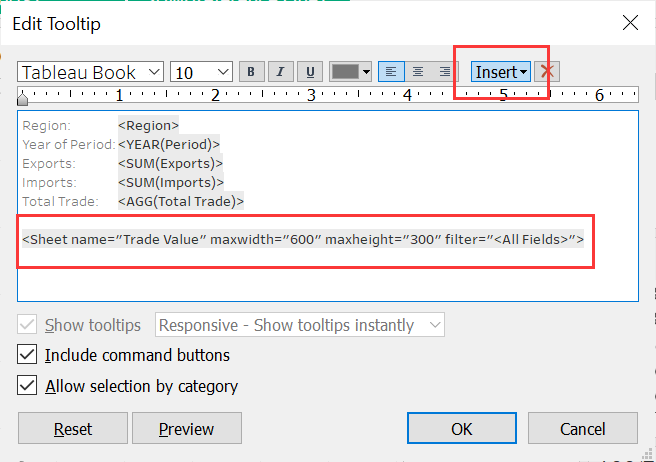 Edit Tooltip
Tableau Book 10 B I U Insert
1 2 3 4 5 6
Region: <Region>
Year of Period: <YEAR(Period)>
Exports: <SUM(Exports)>
Imports: <SUM(Imports)>
Total Trade: <AGG(Total Trade)>
<Sheet name="Trade Value" maxwidth="600" maxheight="300" filter="<All Fields>">
Show tooltips Responsive - Show tooltips instantly
Include command buttons
Allow selection by category
Reset Preview OK Cancel